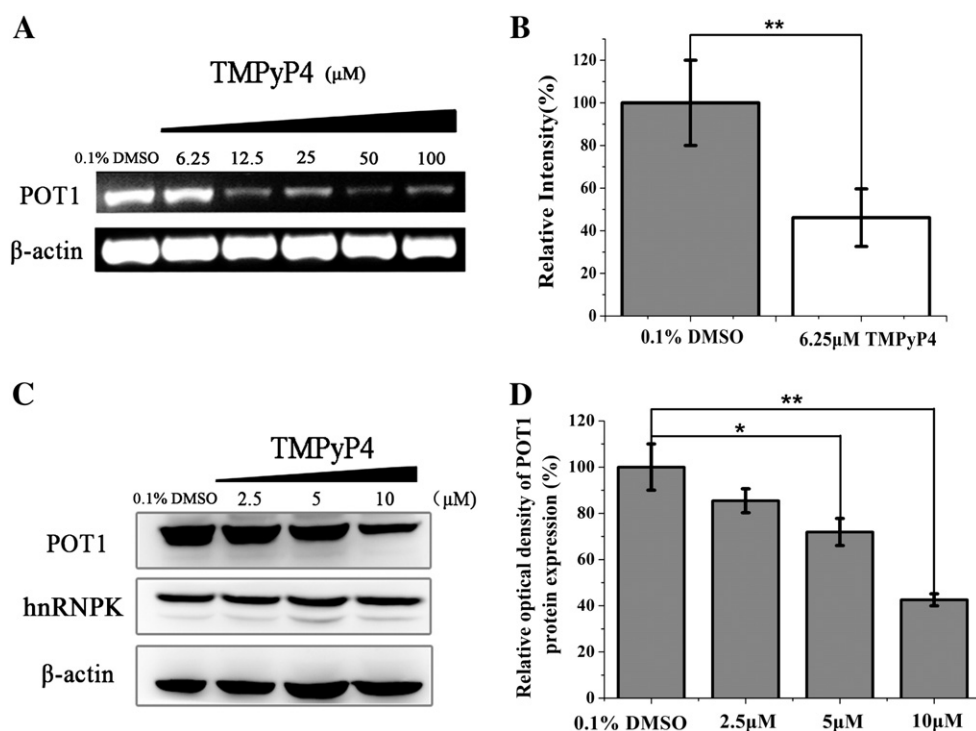 A
TMPyP4 (μM)
0.1% DMSO 6.25 12.5 25 50 100
POT1
β-actin
B
**
Relative Intensity(%)
120
100
80
60
40
20
0
0.1% DMSO 6.25μM TMPyP4
C
TMPyP4
0.1% DMSO 2.5 5 10 (μM)
POT1
hnRNPK
β-actin
D
**
*
Relative optical density of POT1
protein expression (%)
120
100
80
60
40
20
0
0.1% DMSO 2.5μM 5μM 10μM